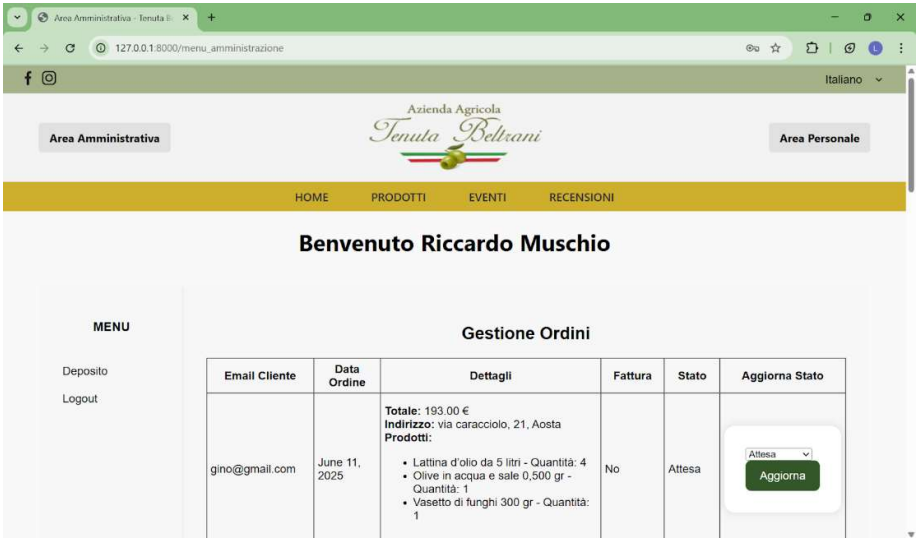 Area Amministrativa - Tenuta B
127.0.0.1:8000/menu_amministrazione
L
Italiano
Area Amministrativa
Azienda Agricola
Tenuta Beltrani
Area Personale
HOME PRODOTTI EVENTI RECENSIONI
Benvenuto Riccardo Muschio
MENU
Deposito
Logout
Gestione Ordini
Email Cliente Data Ordine Dettagli Fattura Stato Aggiorna Stato
gino@gmail.com
June 11,
2025
Totale: 193.00 €
Indirizzo: via caracciolo, 21, Aosta
Prodotti:
• Lattina d'olio da 5 litri - Quantità: 4
• Olive in acqua e sale 0,500 gr -
Quantità: 1
• Vasetto di funghi 300 gr - Quantità:
1
No
Attesa
Attesa
Aggiorna